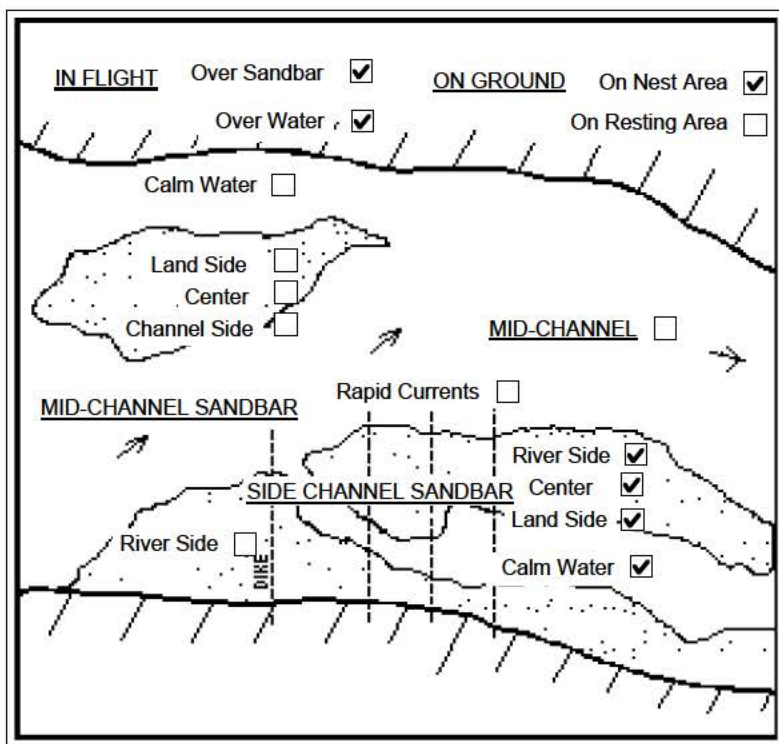 IN FLIGHT Over Sandbar ON GROUND On Nest Area
Over Water On Resting Area
Calm Water
Land Side
Center
Channel Side
MID-CHANNEL
Rapid Currents
MID-CHANNEL SANDBAR
River Side
SIDE CHANNEL SANDBAR Center
Land Side
River Side
DIKE
Calm Water